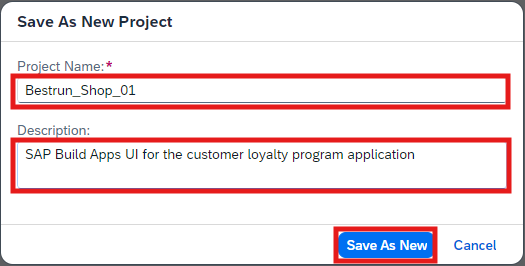 Save As New Project
Project Name:*
Bestrun_Shop_01
Description:
SAP Build Apps UI for the customer loyalty program application
Save As New Cancel